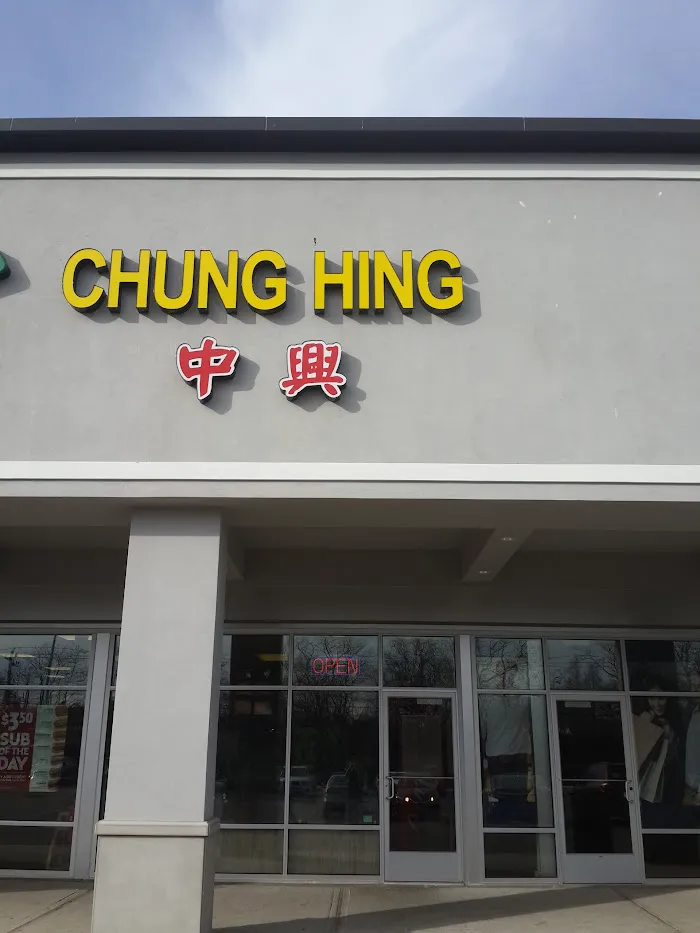 CHUNG HING
中 興
OPEN
$3.50
SUB
OF THE
DAY